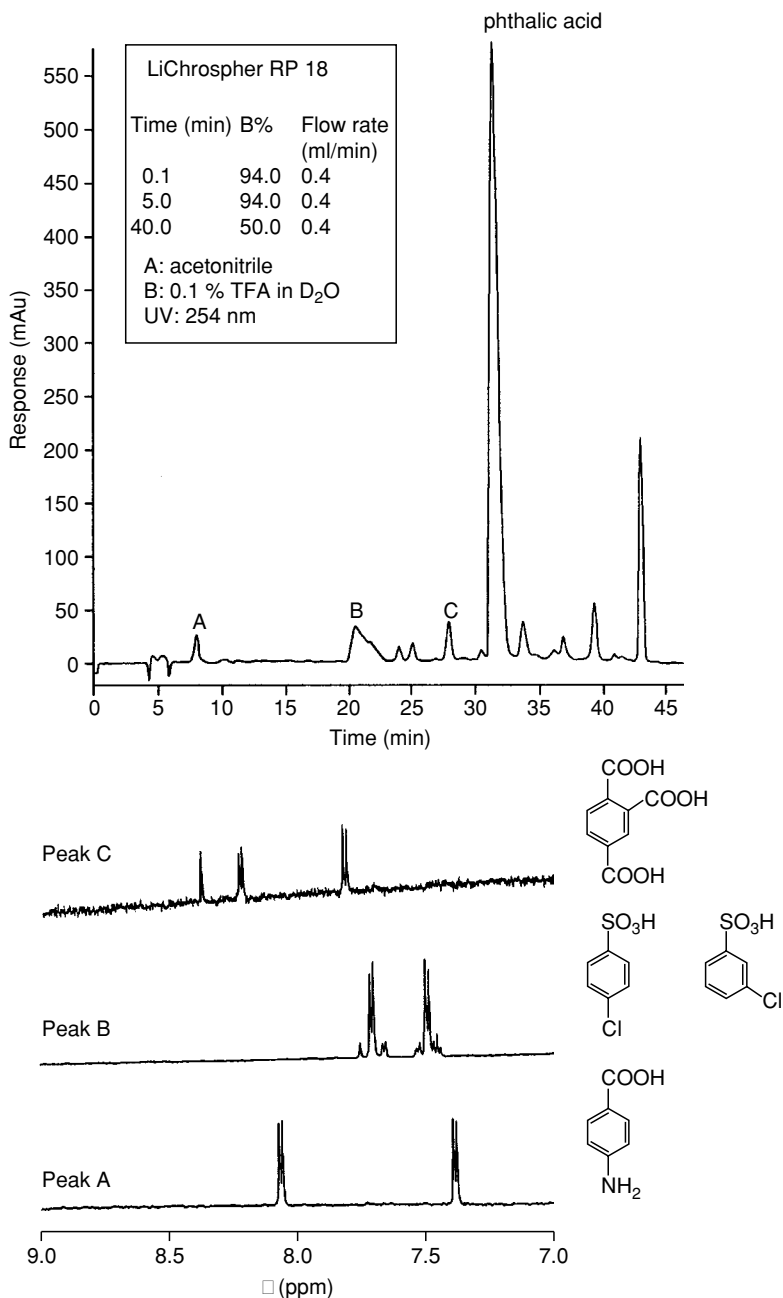 phthalic acid
LiChrospher RP 18
Time (min) B% Flow rate
(ml/min)
0.1 94.0 0.4
5.0 94.0 0.4
40.0 50.0 0.4
A: acetonitrile
B: 0.1 % TFA in D₂O
UV: 254 nm
Response (mAu)
550
500
450
400
350
300
250
200
150
100
50
0
A
B
C
0 5 10 15 20 25 30 35 40 45
Time (min)
Peak C
COOH
COOH
COOH
Peak B
SO₃H
Cl
SO₃H
Cl
Peak A
COOH
NH₂
9.0 8.5 8.0 7.5 7.0
□ (ppm)